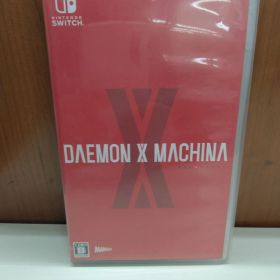 NINTENDO
SWITCH
DAEMON X MACHINA
B